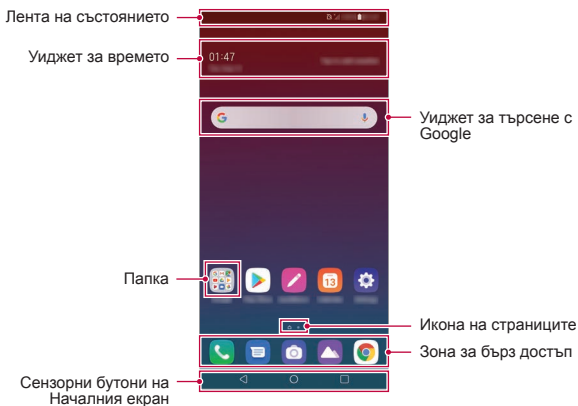 Лента на състоянието
Уиджет за времето
01:47
Уиджет за търсене с
Google
Папка
13
Икона на страниците
Зона за бърз достъп
Сензорни бутони на
Началния екран